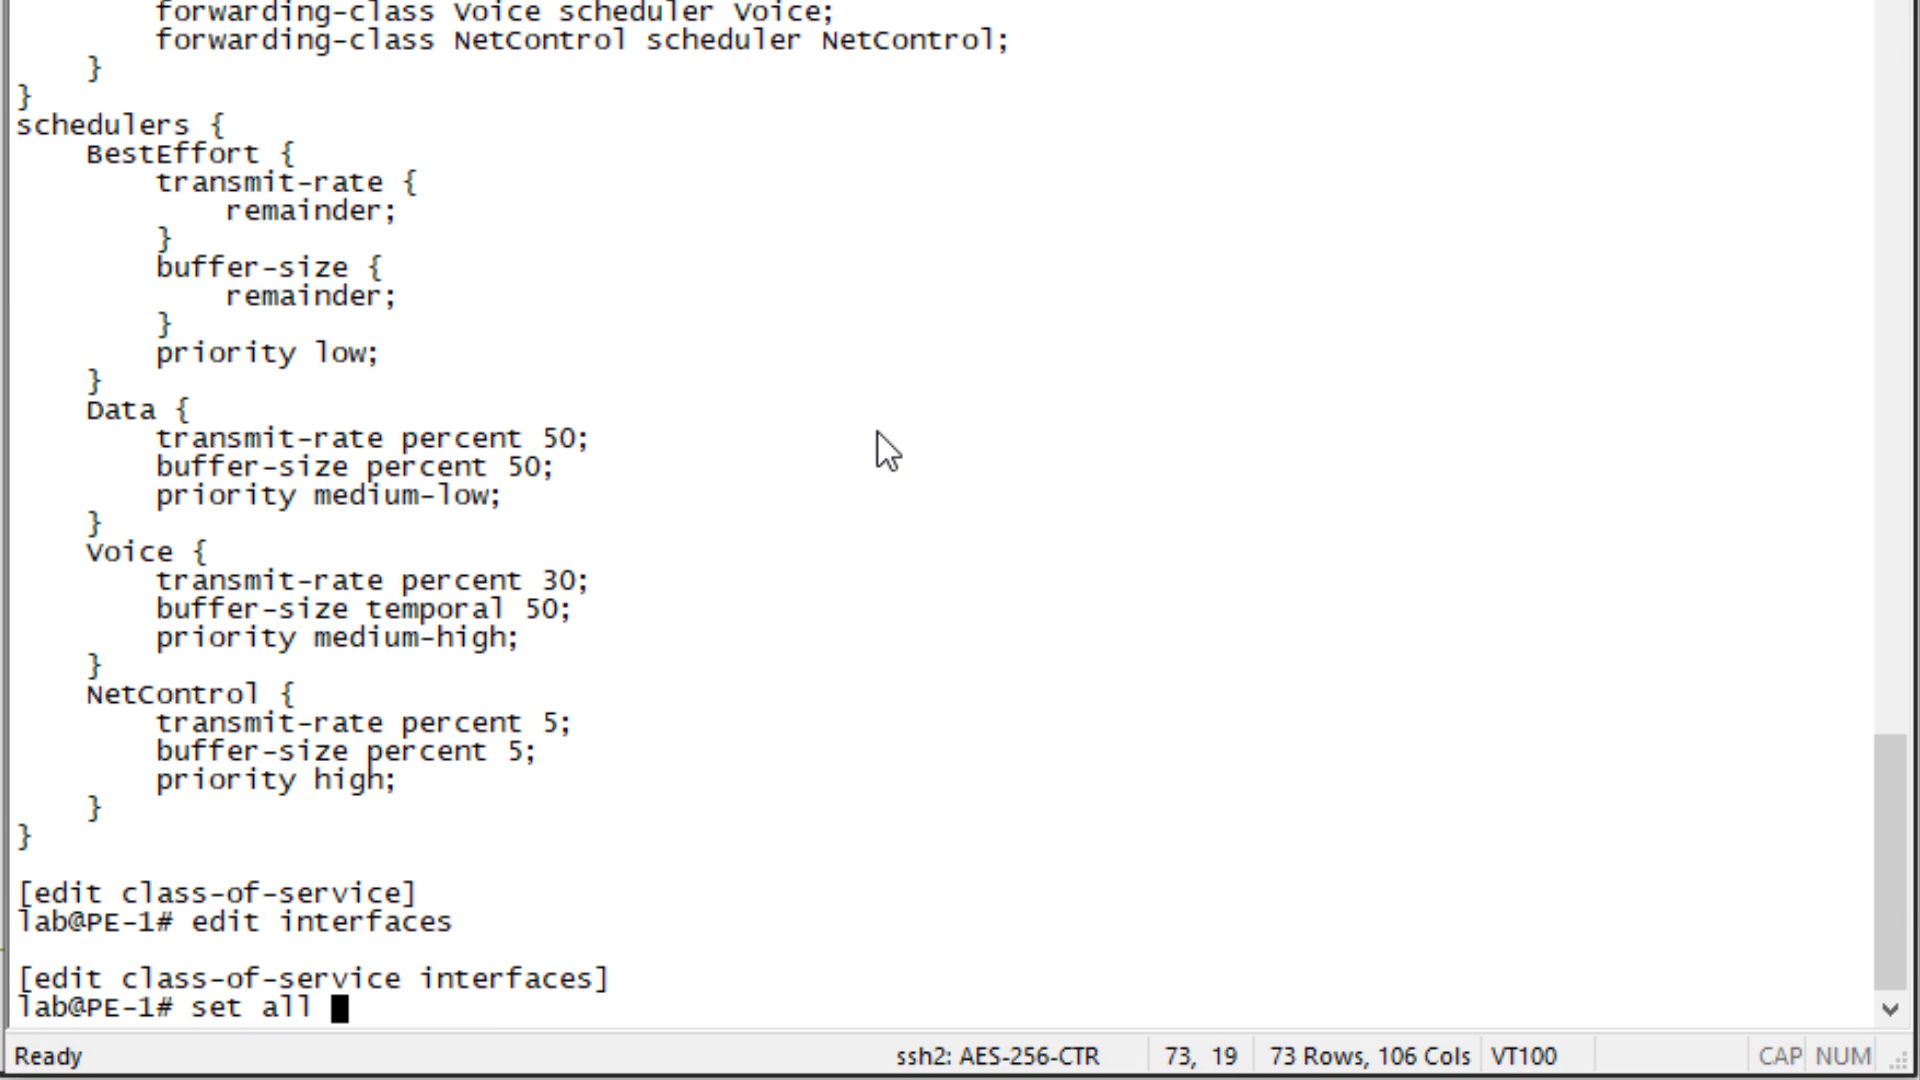 forwarding-class Voice scheduler Voice;
forwarding-class NetControl scheduler NetControl;
}
}
schedulers {
BestEffort {
transmit-rate {
remainder;
}
buffer-size {
remainder;
}
priority low;
}
Data {
transmit-rate percent 50;
buffer-size percent 50;
priority medium-low;
}
Voice {
transmit-rate percent 30;
buffer-size temporal 50;
priority medium-high;
}
NetControl {
transmit-rate percent 5;
buffer-size percent 5;
priority high;
}
}
[edit class-of-service]
lab@PE-1# edit interfaces
[edit class-of-service interfaces]
lab@PE-1# set all
Ready ssh2: AES-256-CTR 73, 19 73 Rows, 106 Cols VT100 CAP NUM